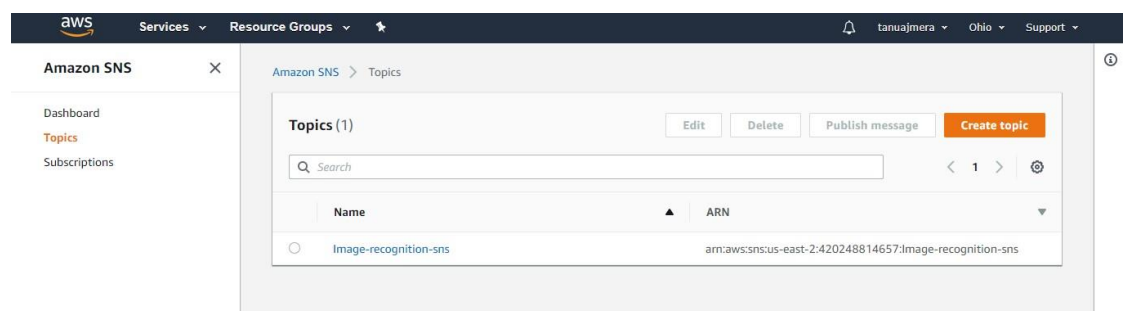 aws Services Resource Groups tanuajmera Ohio Support
Amazon SNS
Dashboard
Topics
Subscriptions
Amazon SNS > Topics
Topics (1) Edit Delete Publish message Create topic
Search < 1 >
Name ARN
Image-recognition-sns arn:aws:sns:us-east-2:420248814657:Image-recognition-sns